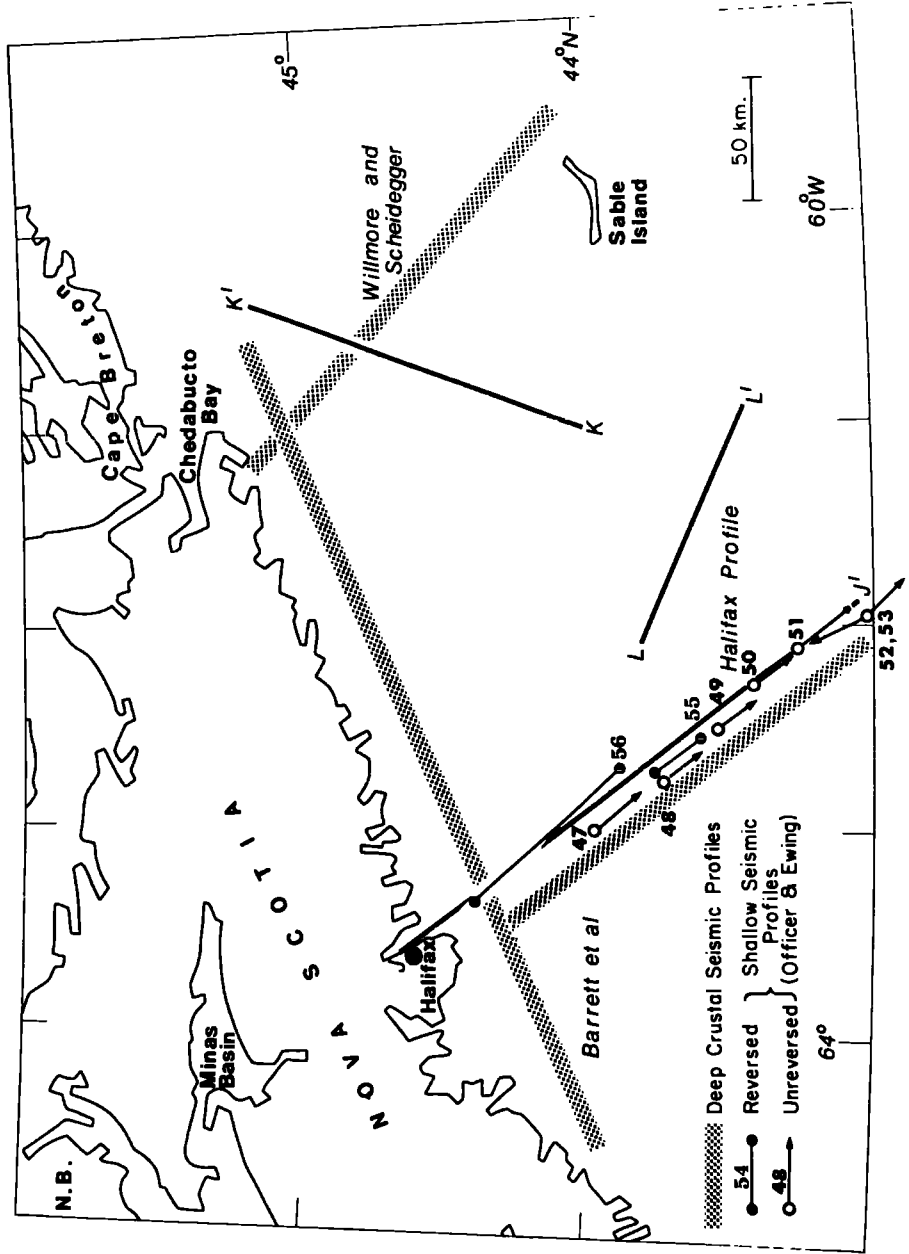 N.B.
Minas
Basin
NOVA SCOTIA
Halifax
Cape Breton
Chedabucto
Bay
Willmore and
Scheidegger
Sable
Island
Barrett et al
Halifax Profile
K'
K
L
L'
J
J'
47
48
49
50
51
52,53
55
56
45°
44°N
64°
60°W
50 km.
Deep Crustal Seismic Profiles
54 Reversed } Shallow Seismic Profiles
48 Unreversed } (Officer & Ewing)